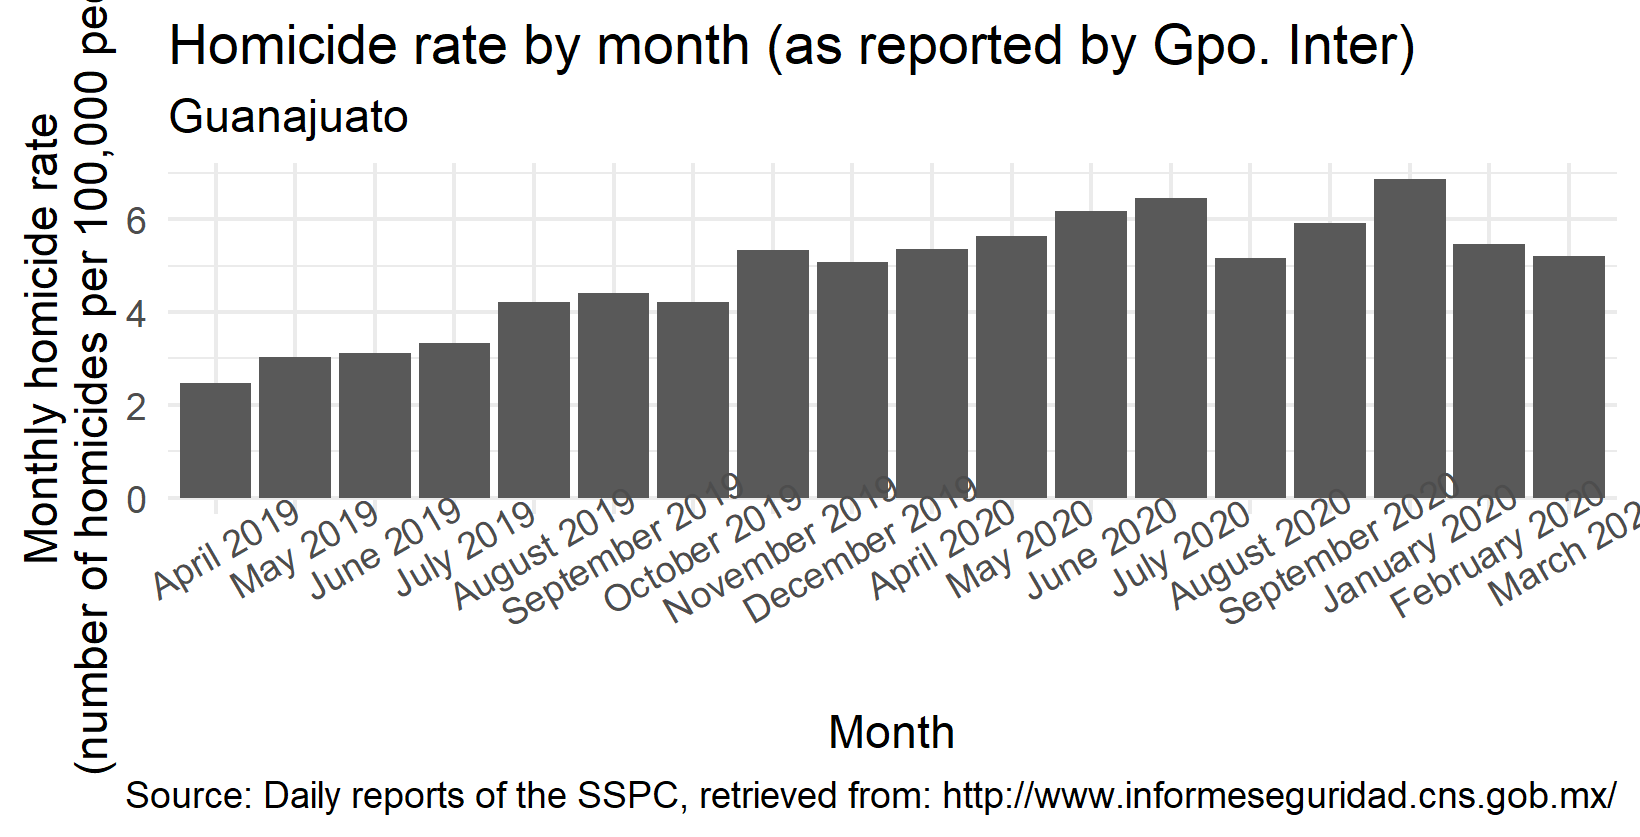 Homicide rate by month (as reported by Gpo. Inter)
Guanajuato
Monthly homicide rate
(number of homicides per 100,000
6
4
2
0
April 2019
May 2019
June 2019
July 2019
August 2019
September 2019
October 2019
November 2019
December 2019
April 2020
May 2020
June 2020
July 2020
August 2020
September 2020
January 2020
February 2020
March 202
Month
Source: Daily reports of the SSPC, retrieved from: http://www.informeseguridad.cns.gob.mx/